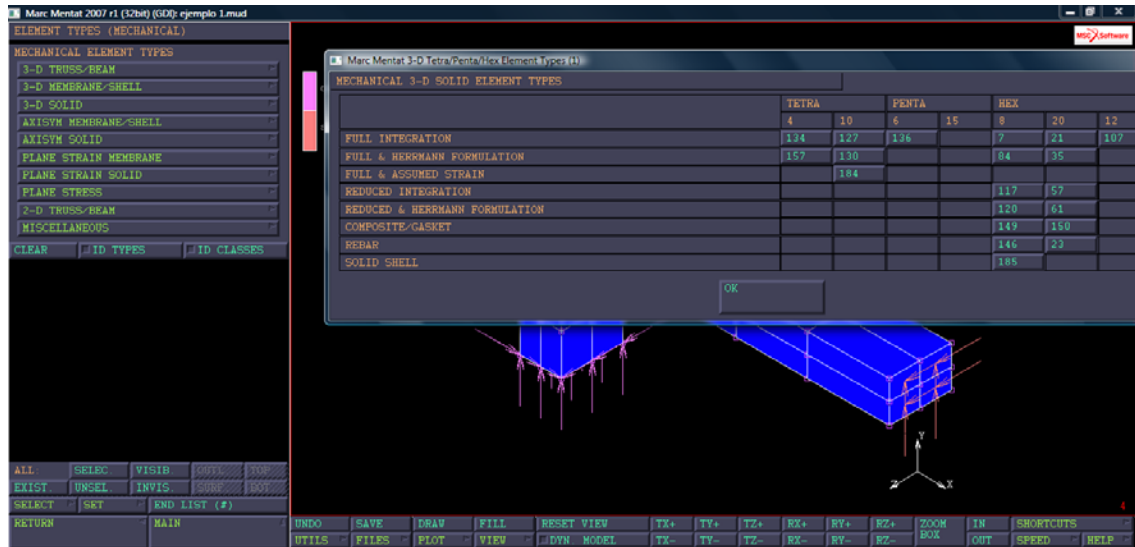 Marc Mentat 2007 r1 (32bit) (GDI): ejemplo 1.mud
ELEMENT TYPES (MECHANICAL)
MECHANICAL ELEMENT TYPES
3-D TRUSS/BEAM
3-D MEMBRANE/SHELL
3-D SOLID
AXISYM MEMBRANE/SHELL
AXISYM SOLID
PLANE STRAIN MEMBRANE
PLANE STRAIN SOLID
PLANE STRESS
2-D TRUSS/BEAM
MISCELLANEOUS
CLEAR ID TYPES ID CLASSES
MSC Software
Marc Mentat 3-D Tetra/Penta/Hex Element Types (1)
MECHANICAL 3-D SOLID ELEMENT TYPES
TETRA PENTA HEX
4 10 6 15 8 20 12
FULL INTEGRATION 134 127 136 7 21 107
FULL & HERRMANN FORMULATION 157 130 84 35
FULL & ASSUMED STRAIN 184
REDUCED INTEGRATION 117 57
REDUCED & HERRMANN FORMULATION 120 61
COMPOSITE/GASKET 149 150
REBAR 146 23
SOLID SHELL 185
OK
Y
Z X
4
ALL: SELEC. VISIB. OUTL. TOP
EXIST. UNSEL. INVIS. SURF. BOT
SELECT SET END LIST (#)
RETURN MAIN
UNDO SAVE DRAW FILL RESET VIEW TX+ TY+ TZ+ RX+ RY+ RZ+ ZOOM BOX IN SHORTCUTS
UTILS FILES PLOT VIEW DYN. MODEL TX- TY- TZ- RX- RY- RZ- OUT SPEED HELP